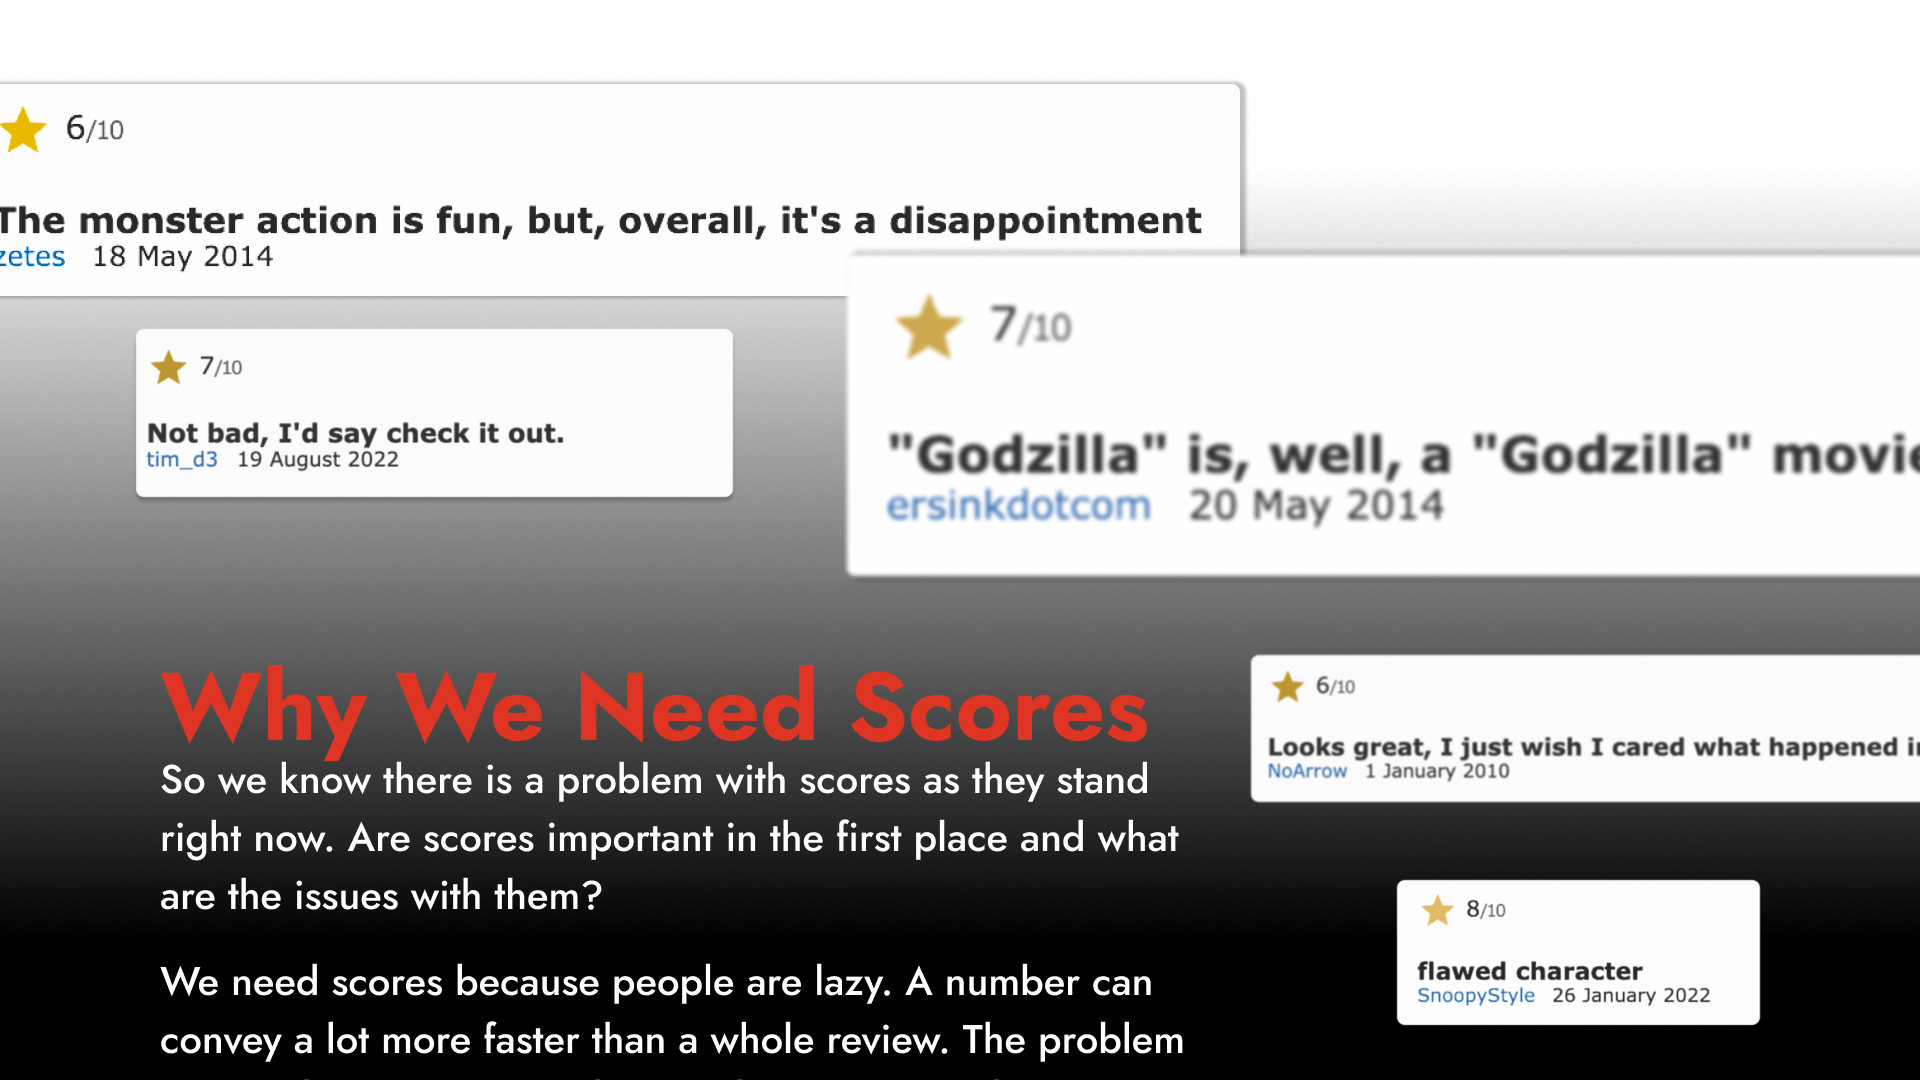 6/10
The monster action is fun, but, overall, it's a disappointment
zetes 18 May 2014
7/10
Not bad, I'd say check it out.
tim_d3 19 August 2022
7/10
"Godzilla" is, well, a "Godzilla" movie
ersinkdotcom 20 May 2014
Why We Need Scores
So we know there is a problem with scores as they stand
right now. Are scores important in the first place and what
are the issues with them?
We need scores because people are lazy. A number can
convey a lot more faster than a whole review. The problem
6/10
Looks great, I just wish I cared what happened
NoArrow 1 January 2010
8/10
flawed character
SnoopyStyle 26 January 2022